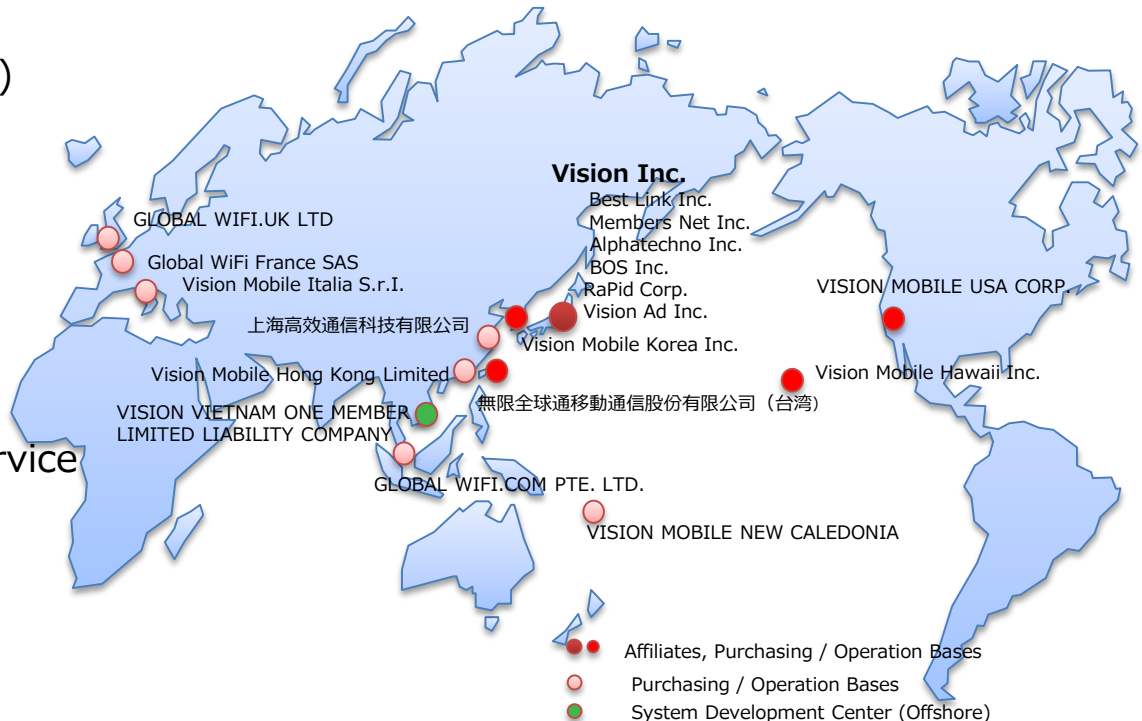 )
Vision Inc.
Best Link Inc.
Members Net Inc.
Alphatechno Inc.
BOS Inc.
RaPid Corp.
Vision Ad Inc.
GLOBAL WIFI.UK LTD
Global WiFi France SAS
Vision Mobile Italia S.r.I.
VISION MOBILE USA CORP.
上海高效通信科技有限公司
Vision Mobile Korea Inc.
Vision Mobile Hong Kong Limited
Vision Mobile Hawaii Inc.
無限全球通移動通信股份有限公司（台湾)
VISION VIETNAM ONE MEMBER
LIMITED LIABILITY COMPANY
rvice
GLOBAL WIFI.COM PTE. LTD.
VISION MOBILE NEW CALEDONIA
Affiliates, Purchasing / Operation Bases
Purchasing / Operation Bases
System Development Center (Offshore)